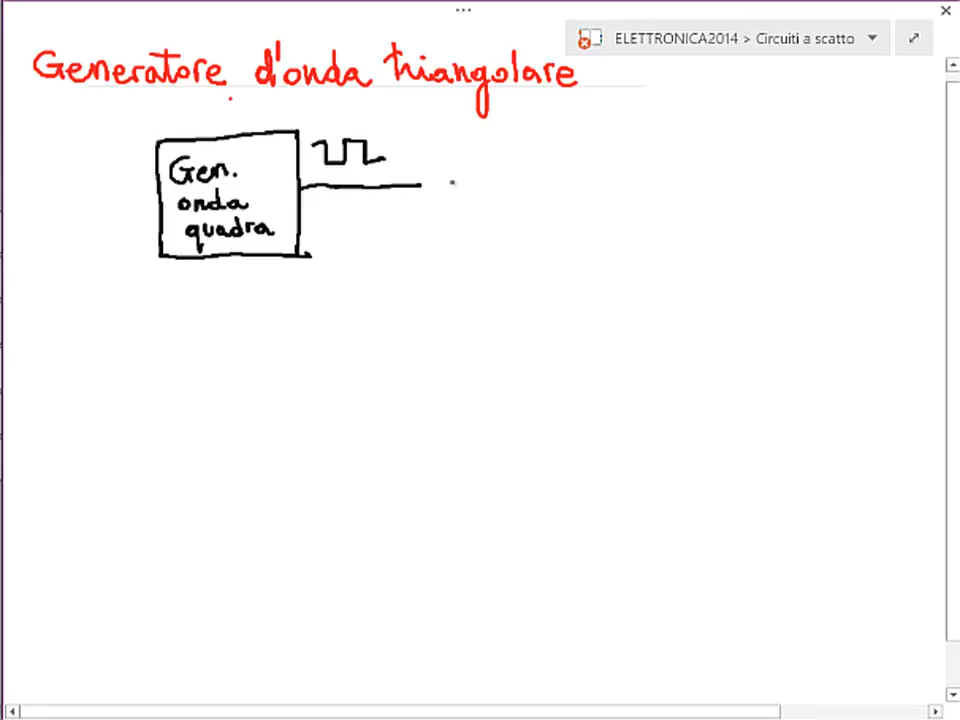 ELETTRONICA2014 > Circuiti a scatto
Generatore d'onda triangolare
Gen.
onda
quadra